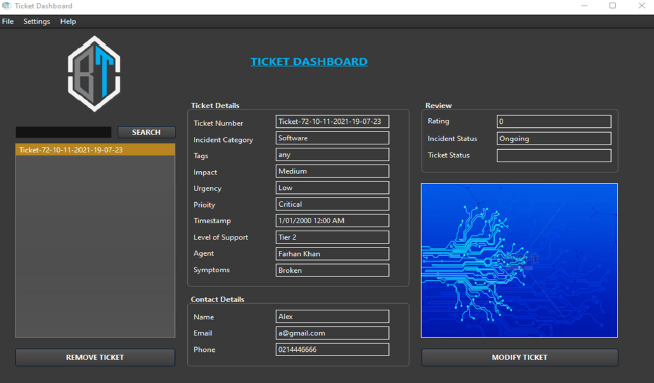 Ticket Dashboard
File Settings Help
BT
TICKET DASHBOARD
SEARCH
Ticket-72-10-11-2021-19-07-23
REMOVE TICKET
Ticket Details
Ticket Number Ticket-72-10-11-2021-19-07-23
Incident Category Software
Tags any
Impact Medium
Urgency Low
Prioity Critical
Timestamp 1/01/2000 12:00 AM
Level of Support Tier 2
Agent Farhan Khan
Symptoms Broken
Contact Details
Name Alex
Email a@gmail.com
Phone 0214446666
Review
Rating 0
Incident Status Ongoing
Ticket Status
MODIFY TICKET